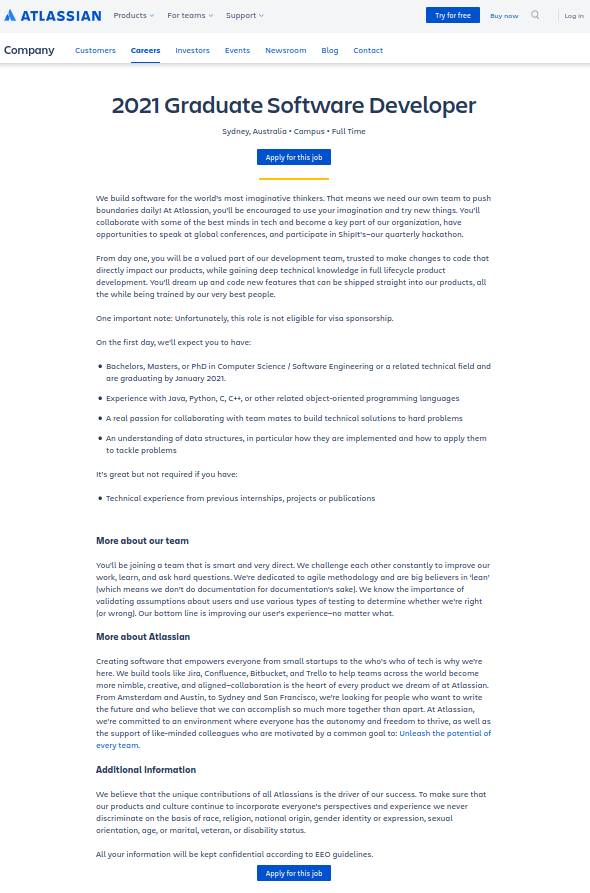 ATLASSIAN Products For teams Support Try for free Buy now Log in
Company Customers Careers Investors Events Newsroom Blog Contact
2021 Graduate Software Developer
Sydney, Australia • Campus • Full Time
Apply for this job
We build software for the world's most imaginative thinkers. That means we need our own team to push
boundaries daily! At Atlassian, you'll be encouraged to use your imagination and try new things. You'll
collaborate with some of the best minds in tech and become a key part of our organization, have
opportunities to speak at global conferences, and participate in ShipIt's–our quarterly hackathon.
From day one, you will be a valued part of our development team, trusted to make changes to code that
directly impact our products, while gaining deep technical knowledge in full lifecycle product
development. You'll dream up and code new features that can be shipped straight into our products, all
the while being trained by our very best people.
One important note: Unfortunately, this role is not eligible for visa sponsorship.
On the first day, we'll expect you to have:
• Bachelors, Masters, or PhD in Computer Science / Software Engineering or a related technical field and
are graduating by January 2021.
• Experience with Java, Python, C, C++, or other related object-oriented programming languages
• A real passion for collaborating with team mates to build technical solutions to hard problems
• An understanding of data structures, in particular how they are implemented and how to apply them
to tackle problems
It's great but not required if you have:
• Technical experience from previous internships, projects or publications
More about our team
You'll be joining a team that is smart and very direct. We challenge each other constantly to improve our
work, learn, and ask hard questions. We're dedicated to agile methodology and are big believers in 'lean'
(which means we don't do documentation for documentation's sake). We know the importance of
validating assumptions about users and use various types of testing to determine whether we're right
(or wrong). Our bottom line is improving our user's experience–no matter what.
More about Atlassian
Creating software that empowers everyone from small startups to the who's who of tech is why we're
here. We build tools like Jira, Confluence, Bitbucket, and Trello to help teams across the world become
more nimble, creative, and aligned–collaboration is the heart of every product we dream of at Atlassian.
From Amsterdam and Austin, to Sydney and San Francisco, we're looking for people who want to write
the future and who believe that we can accomplish so much more together than apart. At Atlassian,
we're committed to an environment where everyone has the autonomy and freedom to thrive, as well as
the support of like-minded colleagues who are motivated by a common goal to: Unleash the potential of
every team.
Additional Information
We believe that the unique contributions of all Atlassians is the driver of our success. To make sure that
our products and culture continue to incorporate everyone's perspectives and experience we never
discriminate on the basis of race, religion, national origin, gender identity or expression, sexual
orientation, age, or marital, veteran, or disability status.
All your information will be kept confidential according to EEO guidelines.
Apply for this job